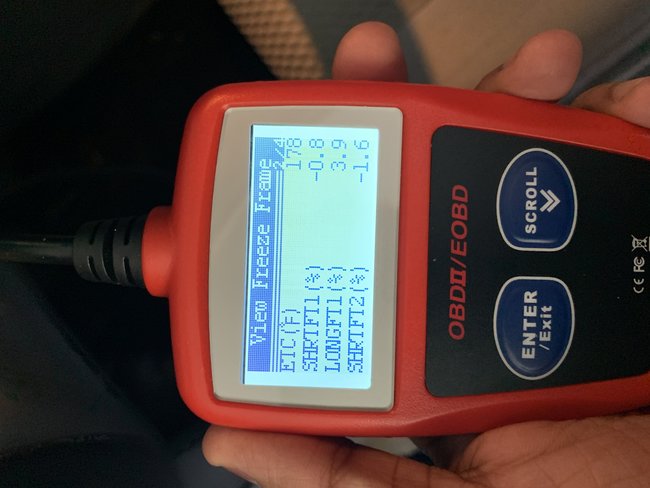 View Freeze Frame
2/4
ETC(°F) 178
SHRTFT1(%) -0.8
LONGFT1(%) 3.9
SHRTFT2(%) -1.6
OBDII/EOBD
SCROLL
ENTER
/Exit
CE FC